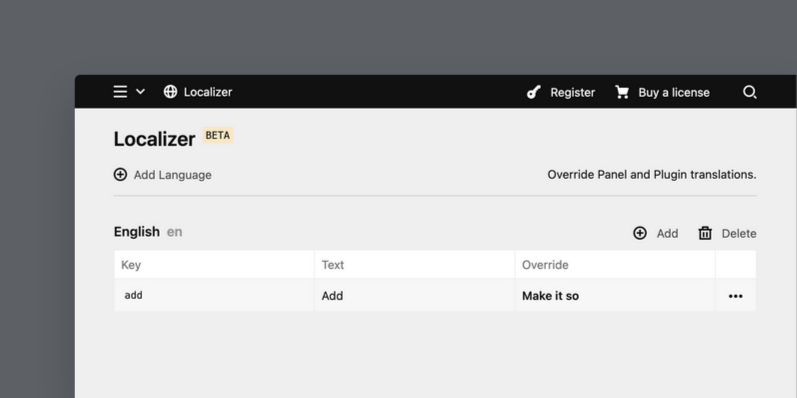 Localizer Register Buy a license
Localizer BETA
Add Language Override Panel and Plugin translations.
English en Add Delete
Key Text Override
add Add Make it so